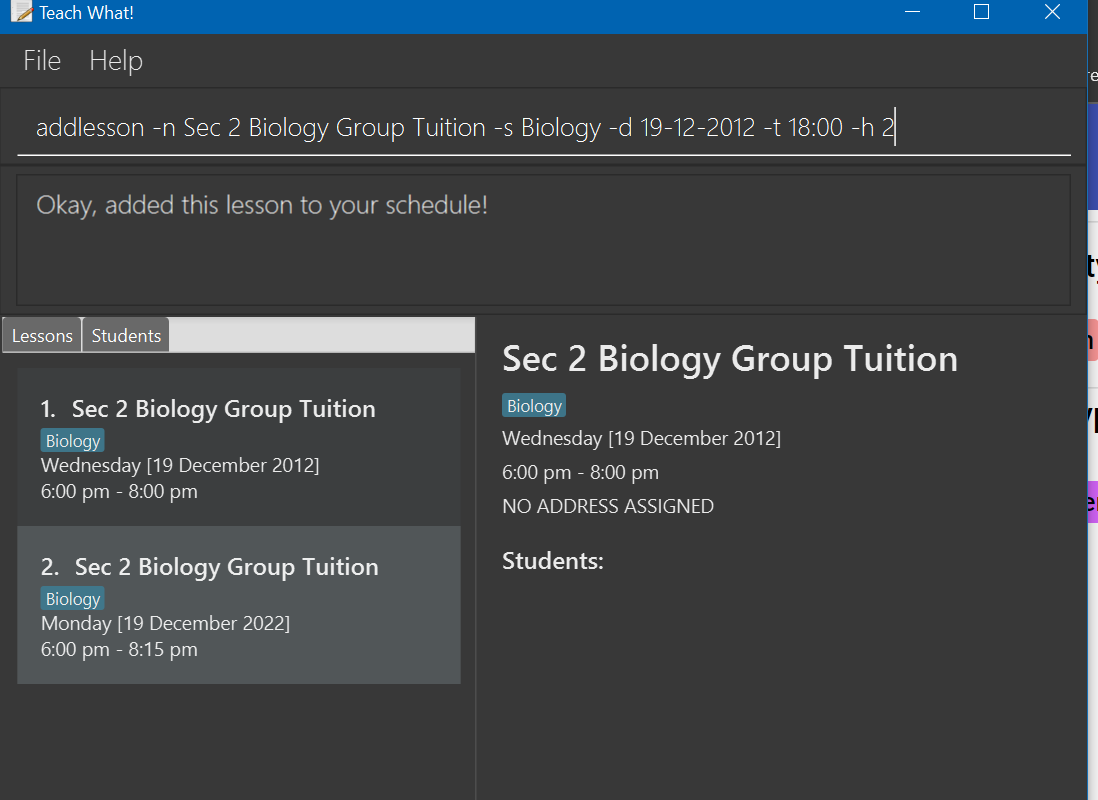 Teach What!
File Help
addlesson -n Sec 2 Biology Group Tuition -s Biology -d 19-12-2012 -t 18:00 -h 2
Okay, added this lesson to your schedule!
Lessons Students
1. Sec 2 Biology Group Tuition
Biology
Wednesday [19 December 2012]
6:00 pm - 8:00 pm
2. Sec 2 Biology Group Tuition
Biology
Monday [19 December 2022]
6:00 pm - 8:15 pm
Sec 2 Biology Group Tuition
Biology
Wednesday [19 December 2012]
6:00 pm - 8:00 pm
NO ADDRESS ASSIGNED
Students: